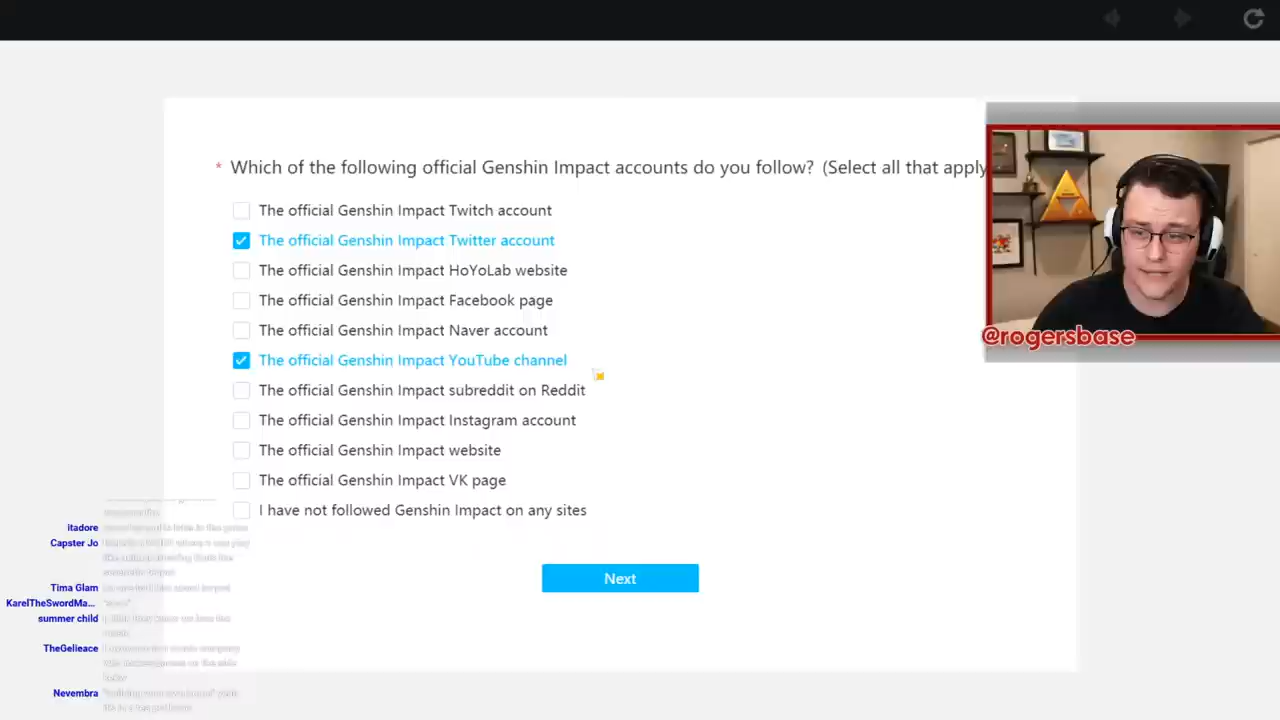 * Which of the following official Genshin Impact accounts do you follow? (Select all that apply
The official Genshin Impact Twitch account
The official Genshin Impact Twitter account
The official Genshin Impact HoYoLab website
The official Genshin Impact Facebook page
The official Genshin Impact Naver account
The official Genshin Impact YouTube channel
The official Genshin Impact subreddit on Reddit
The official Genshin Impact Instagram account
The official Genshin Impact website
The official Genshin Impact VK page
I have not followed Genshin Impact on any sites
Next
@rogersbase
itadore
Capster Jo
Tima Glam
KarelTheSwordMa...
summer child
TheGelieace
Nevembra